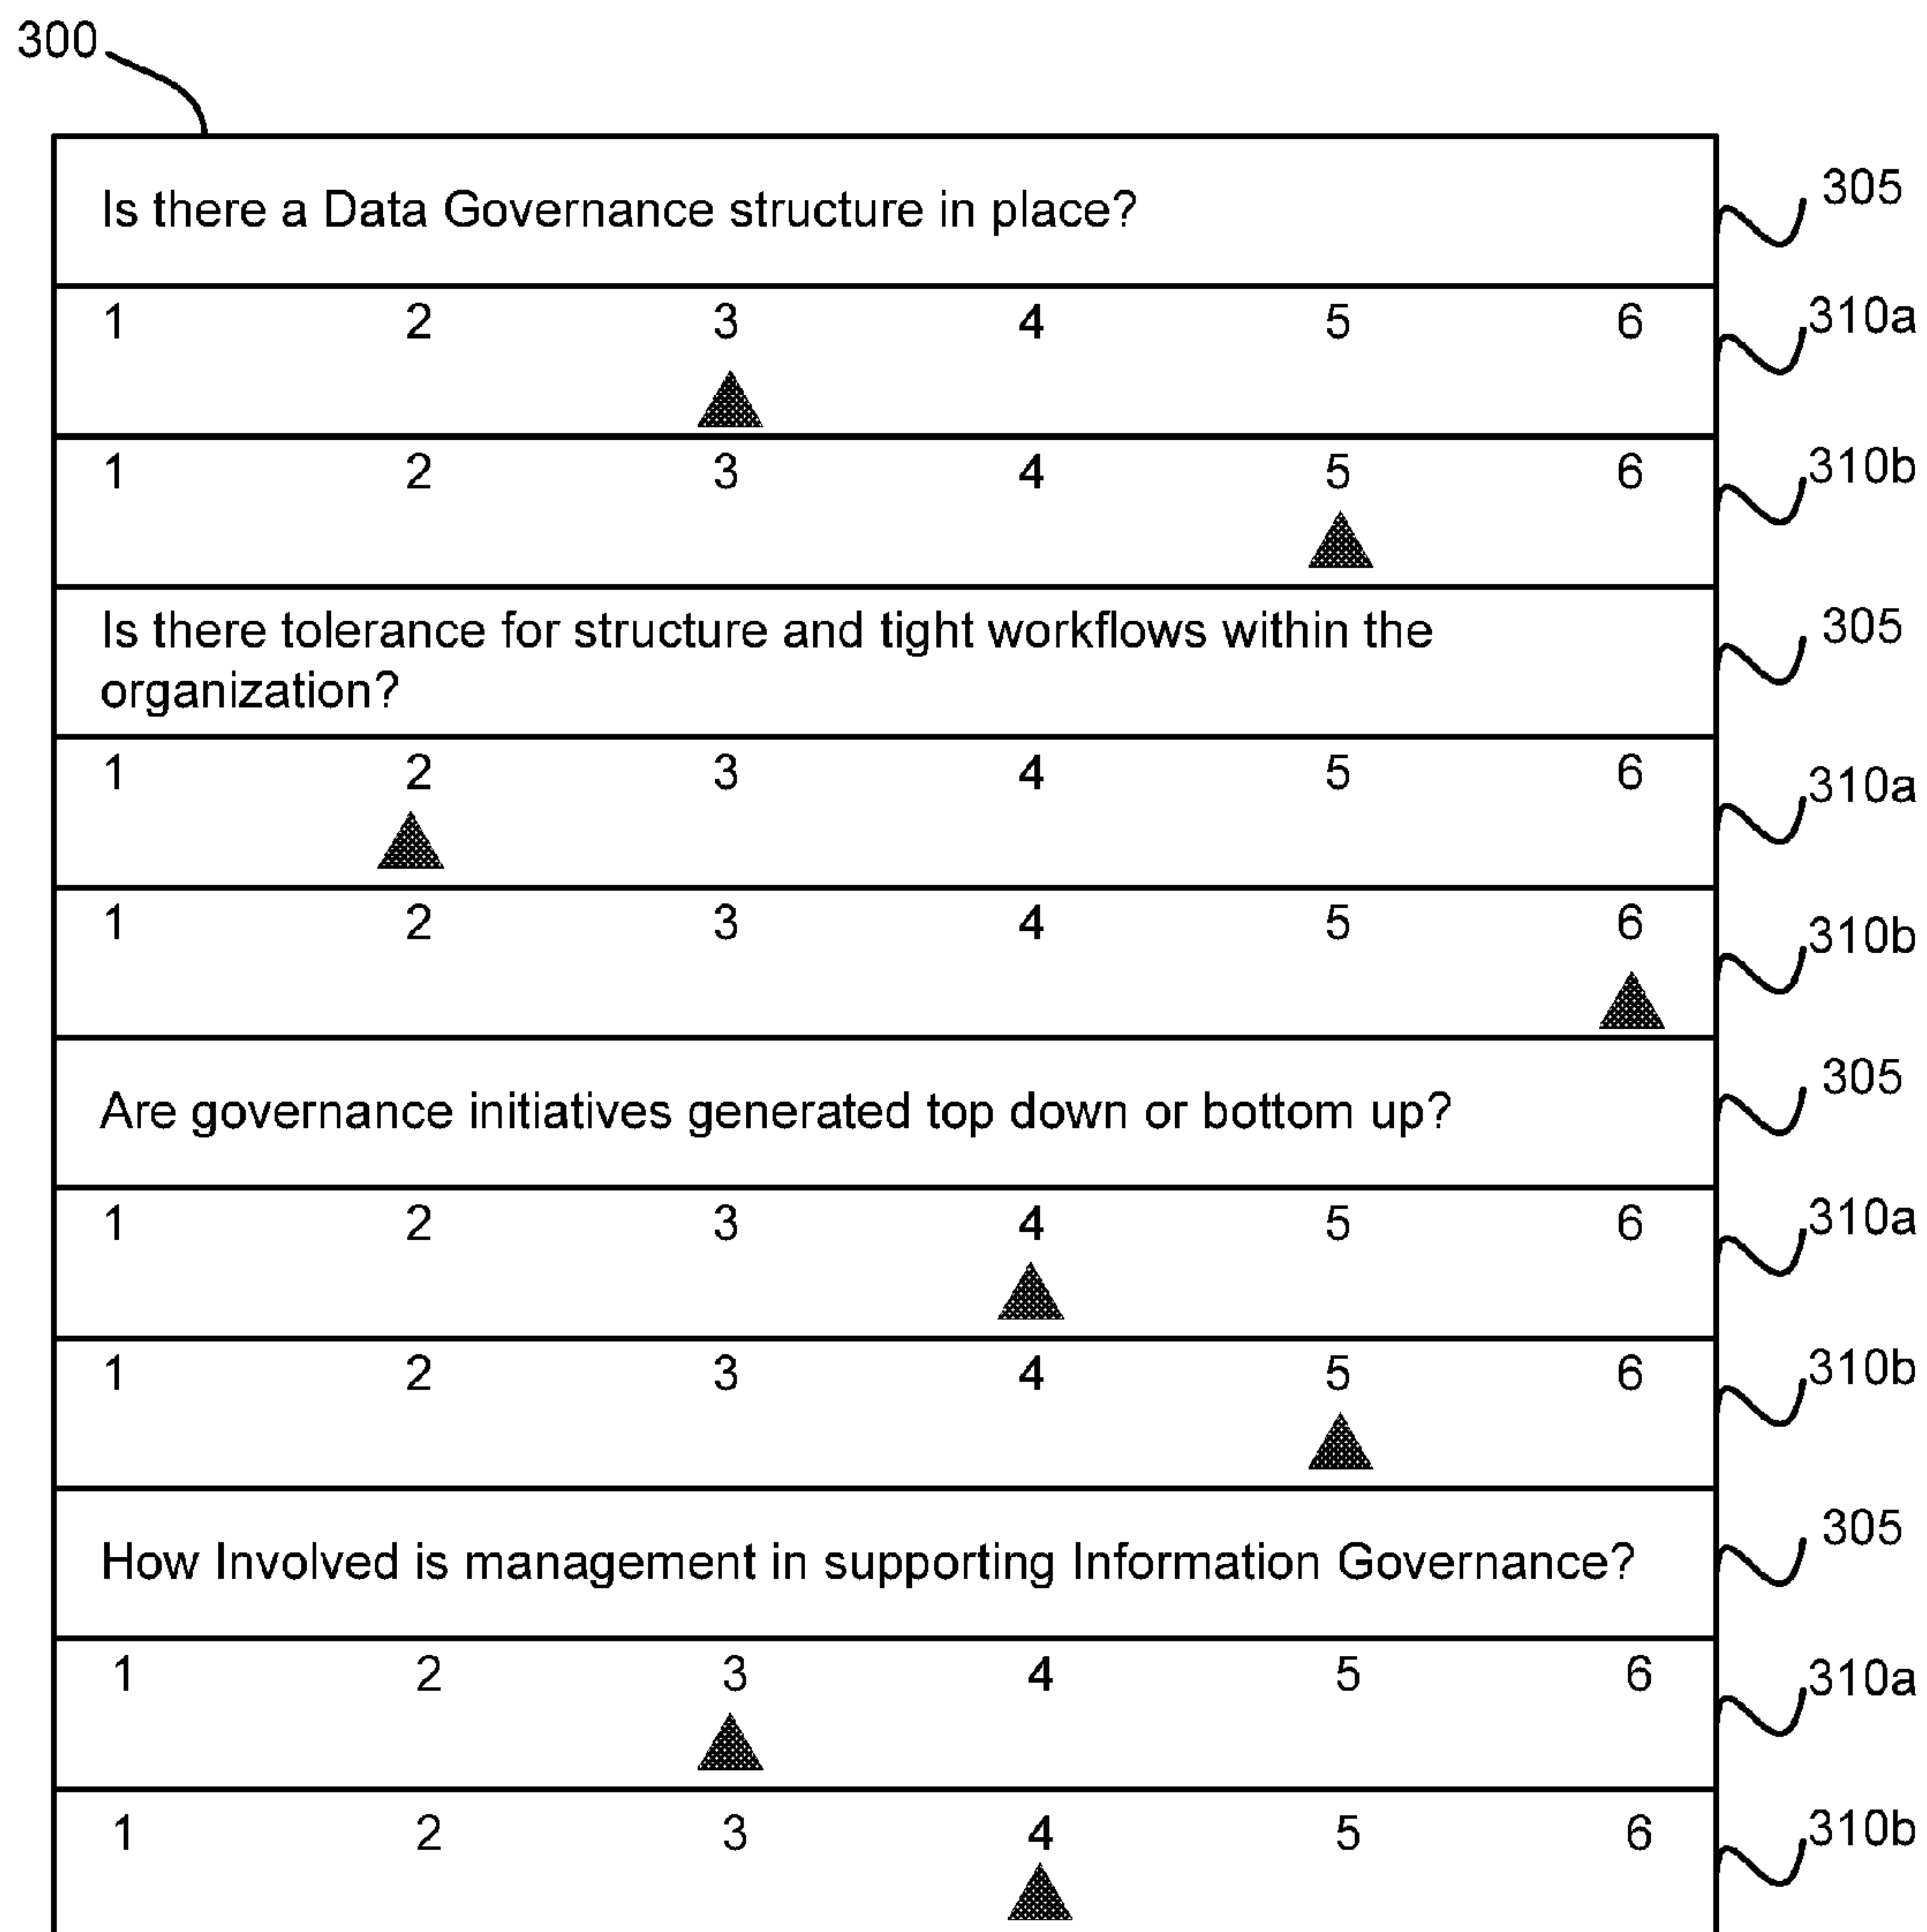 300
Is there a Data Governance structure in place? 305
1 2 3 4 5 6 310a
1 2 3 4 5 6 310b
Is there tolerance for structure and tight workflows within the 305
organization?
1 2 3 4 5 6 310a
1 2 3 4 5 6 310b
Are governance initiatives generated top down or bottom up? 305
1 2 3 4 5 6 310a
1 2 3 4 5 6 310b
How Involved is management in supporting Information Governance? 305
1 2 3 4 5 6 310a
1 2 3 4 5 6 310b